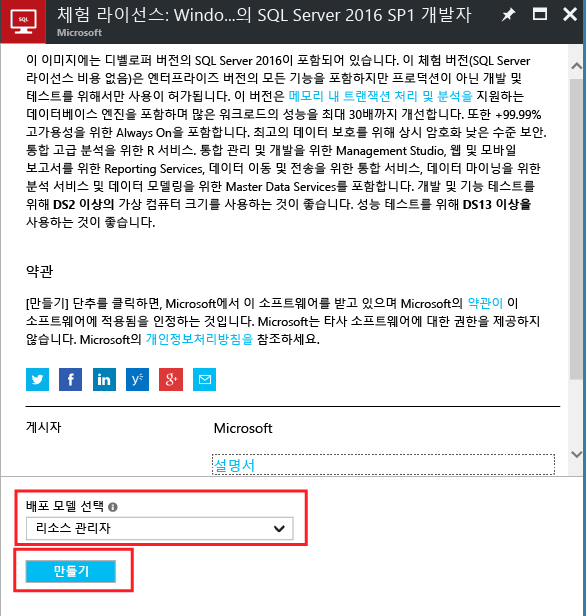 SQL
체험 라이선스: Windo...의 SQL Server 2016 SP1 개발자
Microsoft
이 이미지에는 디벨로퍼 버전의 SQL Server 2016이 포함되어 있습니다. 이 체험 버전(SQL Server
라이선스 비용 없음)은 엔터프라이즈 버전의 모든 기능을 포함하지만 프로덕션이 아닌 개발 및
테스트를 위해서만 사용이 허가됩니다. 이 버전은 메모리 내 트랜잭션 처리 및 분석을 지원하는
데이터베이스 엔진을 포함하며 많은 워크로드의 성능을 최대 30배까지 개선합니다. 또한 +99.99%
고가용성을 위한 Always On을 포함합니다. 최고의 데이터 보호를 위해 상시 암호화 낮은 수준 보안.
통합 고급 분석을 위한 R 서비스. 통합 관리 및 개발을 위한 Management Studio, 웹 및 모바일
보고서를 위한 Reporting Services, 데이터 이동 및 전송을 위한 통합 서비스, 데이터 마이닝을 위한
분석 서비스 및 데이터 모델링을 위한 Master Data Services를 포함합니다. 개발 및 기능 테스트를
위해 DS2 이상의 가상 컴퓨터 크기를 사용하는 것이 좋습니다. 성능 테스트를 위해 DS13 이상을
사용하는 것이 좋습니다.
약관
[만들기] 단추를 클릭하면, Microsoft에서 이 소프트웨어를 받고 있으며 Microsoft의 약관이 이
소프트웨어에 적용됨을 인정하는 것입니다. Microsoft는 타사 소프트웨어에 대한 권한을 제공하지
않습니다. Microsoft의 개인정보처리방침을 참조하세요.
게시자 Microsoft
설명서
배포 모델 선택
리소스 관리자
만들기